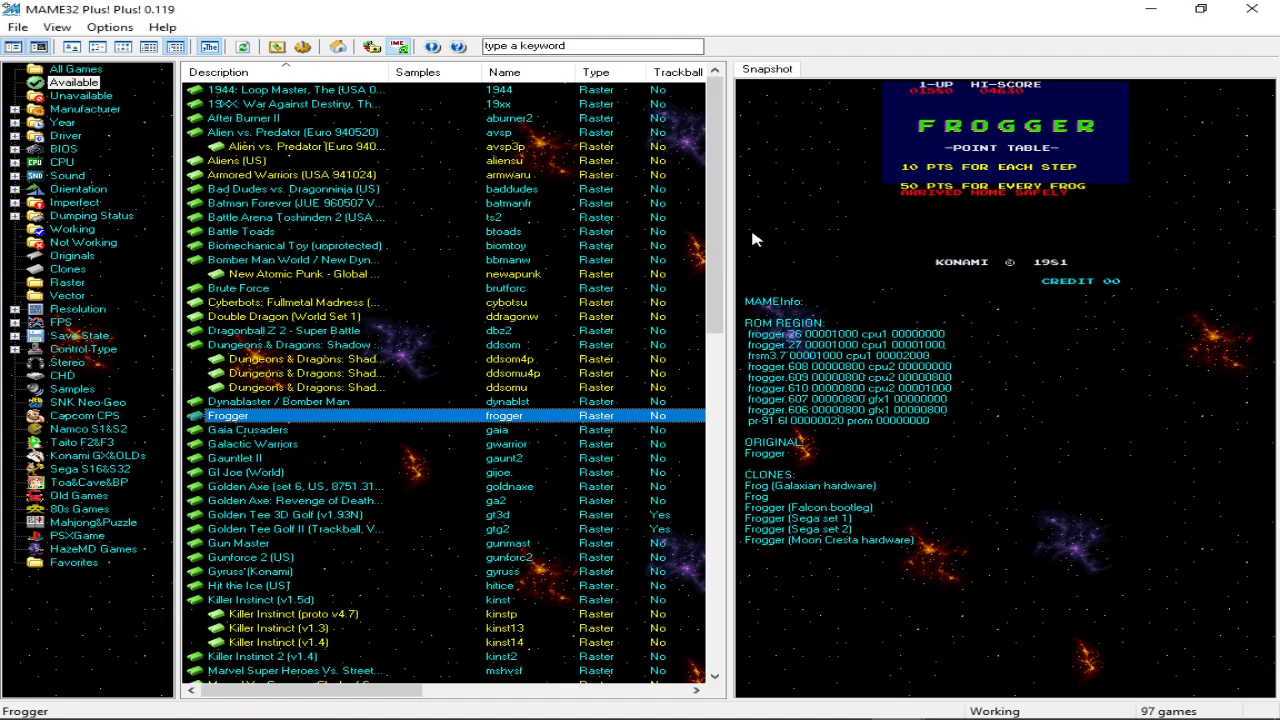 MAME32 Plus! Plus! 0.119
File View Options Help
type a keyword
All Games
Available
Unavailable
Manufacturer
Year
Driver
BIOS
CPU CPU
SND Sound
Orientation
Imperfect
Dumping Status
Working
Not Working
Originals
Clones
Raster
Vector
Resolution
FPS
Save State
Control Type
Stereo
CHD
Samples
SNK Neo-Geo
Capcom CPS
Namco S1&S2
Taito F2&F3
Konami GX&OLDs
Sega S16&S32
Toa&Cave&BP
Old Games
80s Games
Mahjong&Puzzle
PSXGame
HazeMD Games
Favorites
Description Samples Name Type Trackball
1944: Loop Master, The (USA 0... 1944 Raster No
19XX: War Against Destiny, Th... 19xx Raster No
After Burner II aburner2 Raster No
Alien vs. Predator (Euro 940520) avsp Raster No
Alien vs. Predator (Euro 940... avsp3p Raster No
Aliens (US) aliensu Raster No
Armored Warriors (USA 941024) armwaru Raster No
Bad Dudes vs. Dragonninja (US) baddudes Raster No
Batman Forever (JUE 960507 V... batmanfr Raster No
Battle Arena Toshinden 2 (USA ... ts2 Raster No
Battle Toads btoads Raster No
Biomechanical Toy (unprotected) biomtoy Raster No
Bomber Man World / New Dyn... bbmanw Raster No
New Atomic Punk - Global ... newapunk Raster No
Brute Force brutforc Raster No
Cyberbots: Fullmetal Madness (... cybotsu Raster No
Double Dragon (World Set 1) ddragonw Raster No
Dragonball Z 2 - Super Battle dbz2 Raster No
Dungeons & Dragons: Shadow ... ddsom Raster No
Dungeons & Dragons: Shad... ddsom4p Raster No
Dungeons & Dragons: Shad... ddsomu4p Raster No
Dungeons & Dragons: Shad... ddsomu Raster No
Dynablaster / Bomber Man dynablst Raster No
Frogger frogger Raster No
Gaia Crusaders gaia Raster No
Galactic Warriors gwarrior Raster No
Gauntlet II gaunt2 Raster No
GI Joe (World) gijoe Raster No
Golden Axe (set 6, US, 8751.31... goldnaxe Raster No
Golden Axe: Revenge of Death... ga2 Raster No
Golden Tee 3D Golf (v1.93N) gt3d Raster Yes
Golden Tee Golf II (Trackball, V... gtg2 Raster Yes
Gun Master gunmast Raster No
Gunforce 2 (US) gunforc2 Raster No
Gyruss (Konami) gyruss Raster No
Hit the Ice (US) hitice Raster No
Killer Instinct (v1.5d) kinst Raster No
Killer Instinct (proto v4.7) kinstp Raster No
Killer Instinct (v1.3) kinst13 Raster No
Killer Instinct (v1.4) kinst14 Raster No
Killer Instinct 2 (v1.4) kinst2 Raster No
Marvel Super Heroes Vs. Street... mshvsf Raster No
Snapshot
1-UP HI-SCORE
01580 04630
FROGGER
-POINT TABLE-
10 PTS FOR EACH STEP
50 PTS FOR EVERY FROG
ARRIVED HOME SAFELY
KONAMI © 1981
CREDIT 00
MAMEInfo:
ROM REGION:
frogger.26 00001000 cpu1 00000000
frogger.27 00001000 cpu1 00001000
frsm3.7 00001000 cpu1 00002000
frogger.608 00000800 cpu2 00000000
frogger.609 00000800 cpu2 00000800
frogger.610 00000800 cpu2 00001000
frogger.607 00000800 gfx1 00000000
frogger.606 00000800 gfx1 00000800
pr-91.6l 00000020 prom 00000000
ORIGINAL:
Frogger
CLONES:
Frog (Galaxian hardware)
Frog
Frogger (Falcon bootleg)
Frogger (Sega set 1)
Frogger (Sega set 2)
Frogger (Moon Cresta hardware)
Frogger Working 97 games